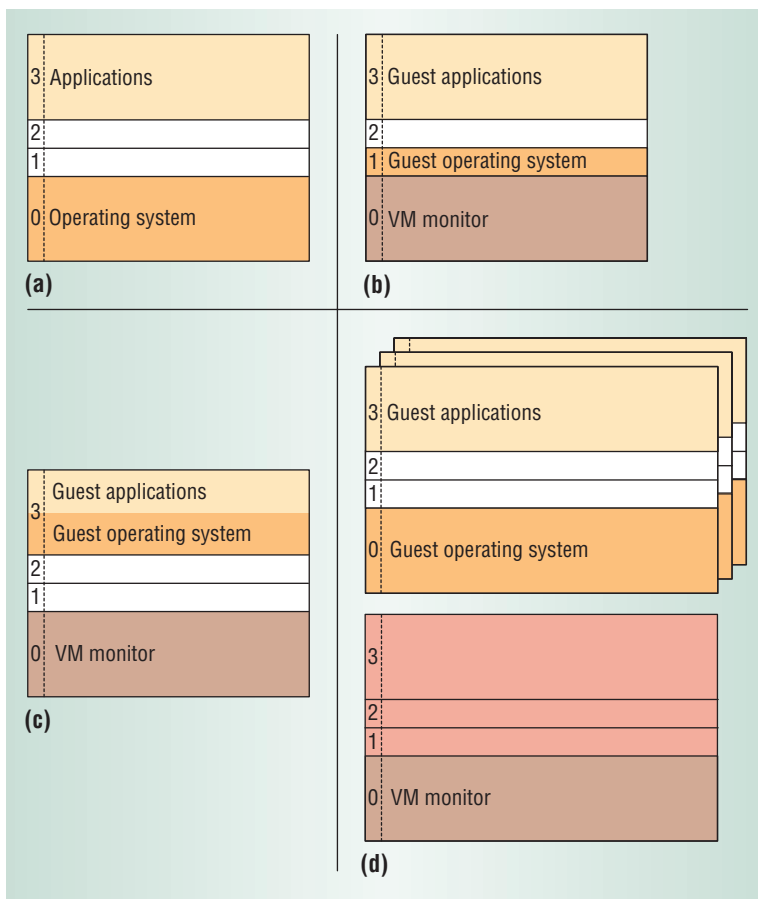 3 Applications
2
1
0 Operating system
(a)
3 Guest applications
2
1 Guest operating system
0 VM monitor
(b)
Guest applications
3
Guest operating system
2
1
0 VM monitor
(c)
3 Guest applications
2
1
0 Guest operating system
3
2
1
0 VM monitor
(d)